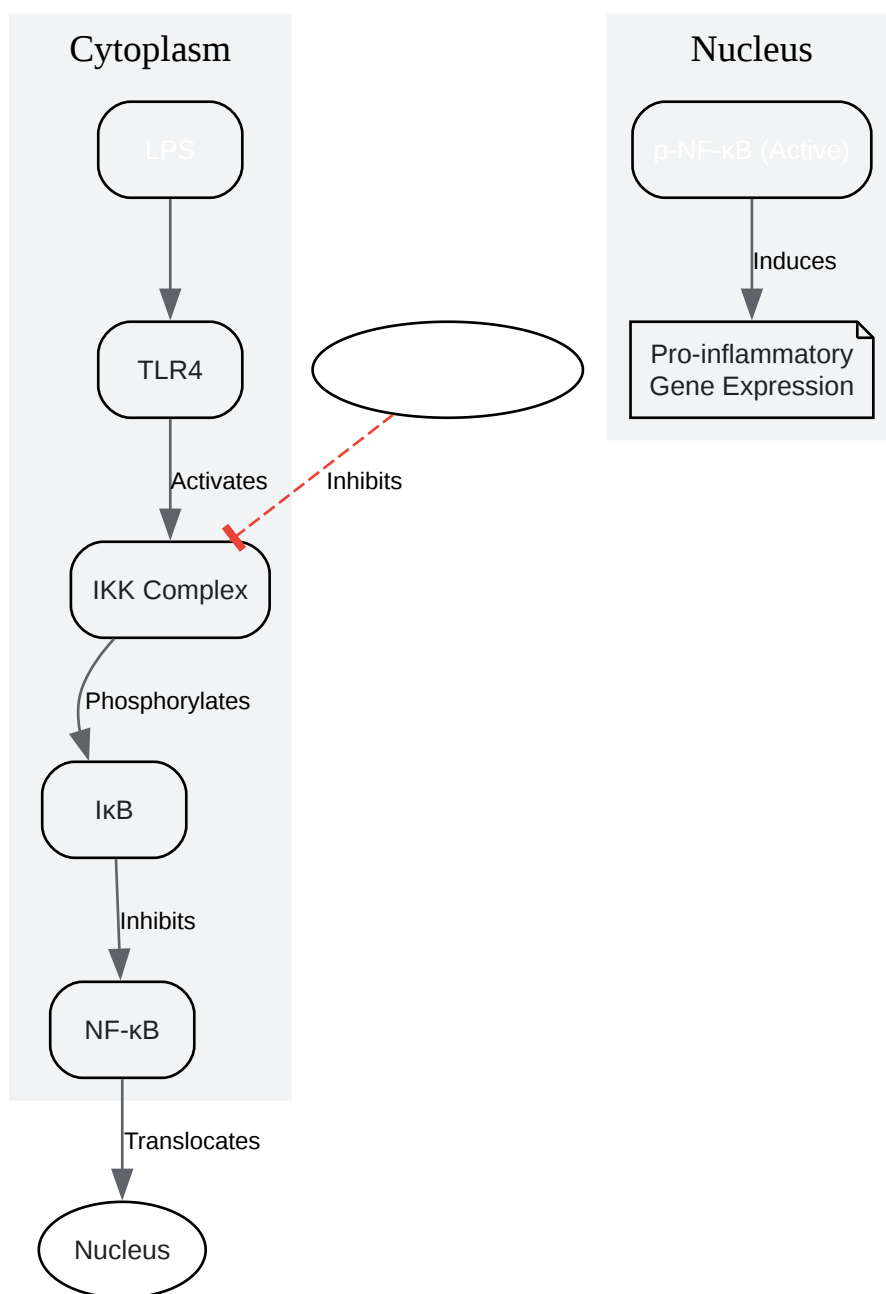 Cytoplasm
LPS
TLR4
Activates
Inhibits
IKK Complex
Phosphorylates
IκB
Inhibits
NF-κB
Translocates
Nucleus
Nucleus
p-NF-κB (Active)
Induces
Pro-inflammatory
Gene Expression